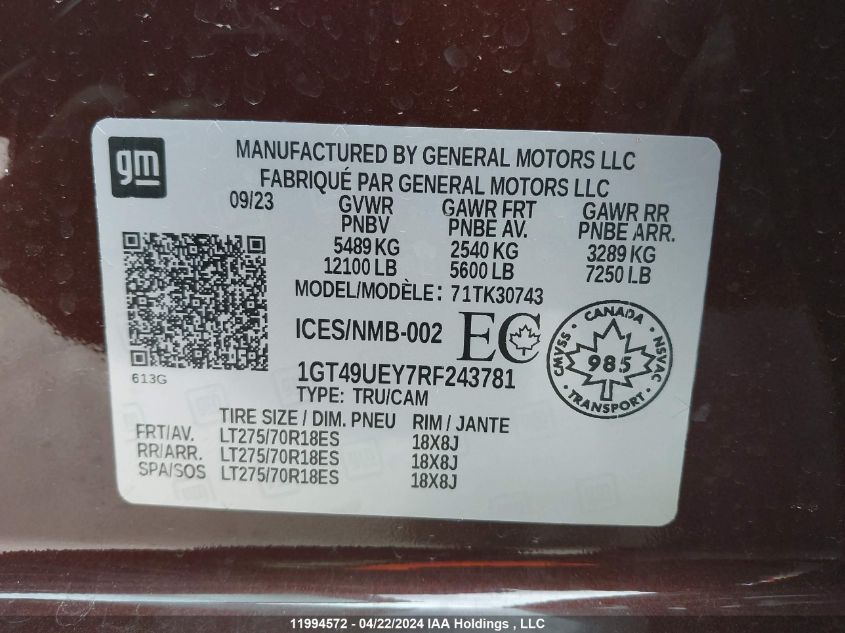 gm
MANUFACTURED BY GENERAL MOTORS LLC
FABRIQUÉ PAR GENERAL MOTORS LLC
09/23 GVWR GAWR FRT GAWR RR
PNBV PNBE AV. PNBE ARR.
5489 KG 2540 KG 3289 KG
12100 LB 5600 LB 7250 LB
MODEL/MODÈLE: 71TK30743
ICES/NMB-002 EC
CANADA
CMVSS 985 NSVAC
TRANSPORT
613G
1GT49UEY7RF243781
TYPE: TRU/CAM
TIRE SIZE / DIM. PNEU RIM / JANTE
FRT/AV. LT275/70R18ES 18X8J
RR/ARR. LT275/70R18ES 18X8J
SPA/SOS LT275/70R18ES 18X8J
11994572 - 04/22/2024 IAA Holdings, LLC